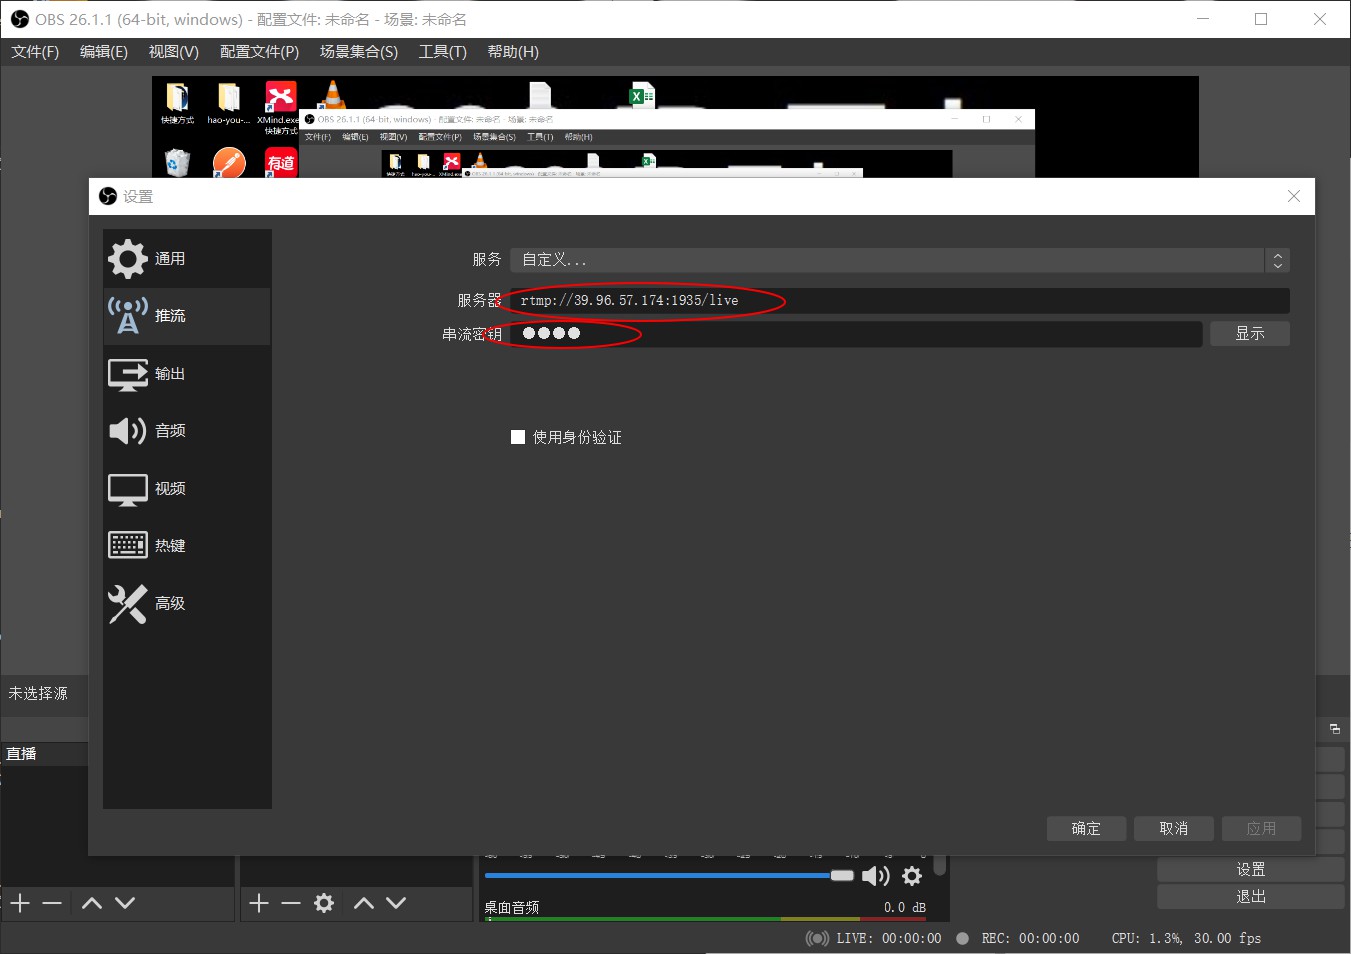 OBS 26.1.1 (64-bit, windows) - 配置文件: 未命名 - 场景: 未命名
文件(F) 编辑(E) 视图(V) 配置文件(P) 场景集合(S) 工具(T) 帮助(H)
快捷方式 hao-you-... XMind.exe
快捷方式
OBS 26.1.1 (64-bit, windows) - 配置文件: 未命名 - 场景: 未命名
文件(F) 编辑(E) 视图(V) 配置文件(P) 场景集合(S) 工具(T) 帮助(H)
有道
设置
通用
推流
输出
音频
视频
热键
高级
服务 自定义...
服务器 rtmp://39.96.57.174:1935/live
串流密钥 ●●●● 显示
使用身份验证
确定 取消 应用
未选择源
直播
桌面音频 0.0 dB
设置
退出
LIVE: 00:00:00 REC: 00:00:00 CPU: 1.3%, 30.00 fps